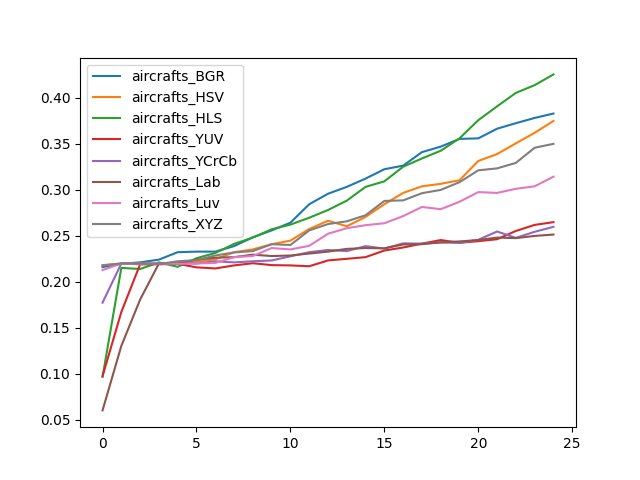 aircrafts_BGR
aircrafts_HSV
aircrafts_HLS
aircrafts_YUV
aircrafts_YCrCb
aircrafts_Lab
aircrafts_Luv
aircrafts_XYZ
0.40
0.35
0.30
0.25
0.20
0.15
0.10
0.05
0 5 10 15 20 25